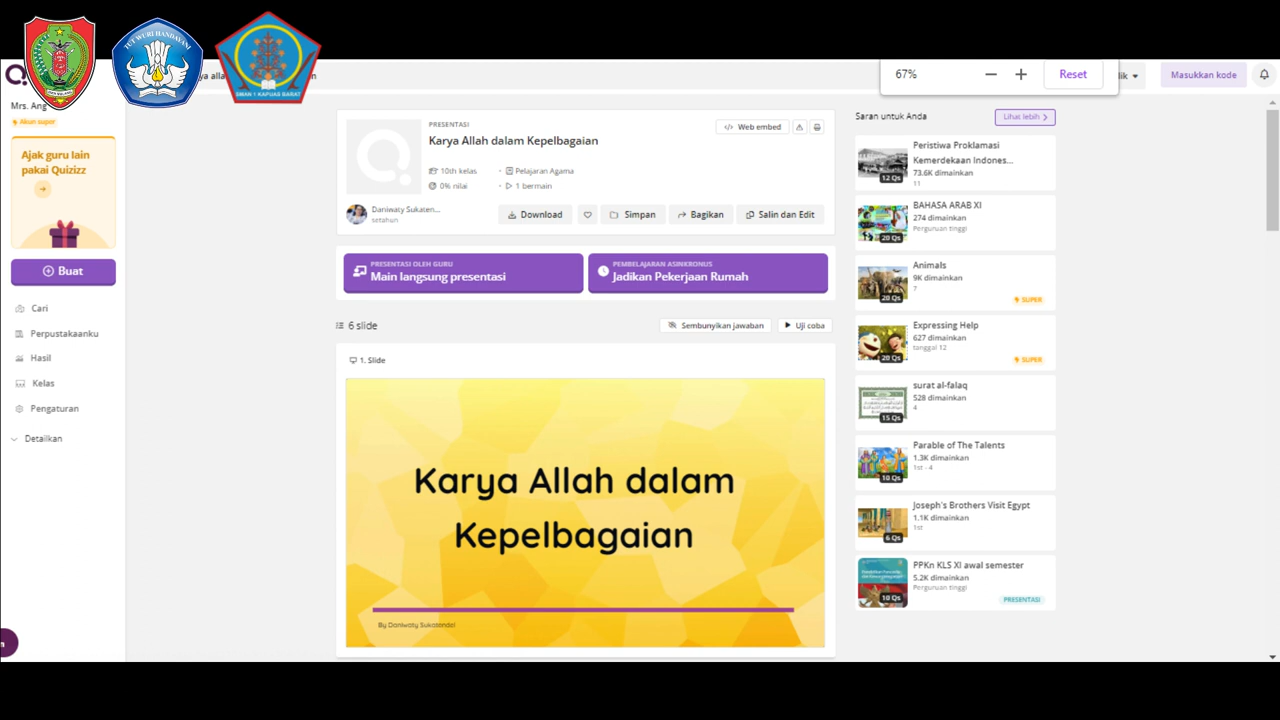 TUT WURI HANDAYANI
SMAN 1 KAPUAS BARAT
67%
Reset
Masukkan kode
Mrs. Ang
Akun super
Ajak guru lain
pakai Quizizz
Buat
Cari
Perpustakaanku
Hasil
Kelas
Pengaturan
Detailkan
PRESENTASI
Karya Allah dalam Kepelbagaian
Web embed
10th kelas
Pelajaran Agama
0% nilai
1 bermain
Daniwaty Sukaten...
setahun
Download
Simpan
Bagikan
Salin dan Edit
PRESENTASI OLEH GURU
Main langsung presentasi
PEMBELAJARAN ASINKRONUS
Jadikan Pekerjaan Rumah
6 slide
Sembunyikan jawaban
Uji coba
1. Slide
Karya Allah dalam
Kepelbagaian
By Daniwaty Sukatendel
Saran untuk Anda
Lihat lebih
Peristiwa Proklamasi
Kemerdekaan Indones...
73.6K dimainkan
11
12 Qs
BAHASA ARAB XI
274 dimainkan
Perguruan tinggi
20 Qs
Animals
9K dimainkan
7
20 Qs
SUPER
Expressing Help
627 dimainkan
tanggal 12
20 Qs
SUPER
surat al-falaq
528 dimainkan
4
15 Qs
Parable of The Talents
1.3K dimainkan
1st - 4
10 Qs
Joseph's Brothers Visit Egypt
1.1K dimainkan
1st
6 Qs
PPKn KLS XI awal semester
5.2K dimainkan
Perguruan tinggi
10 Qs
PRESENTASI